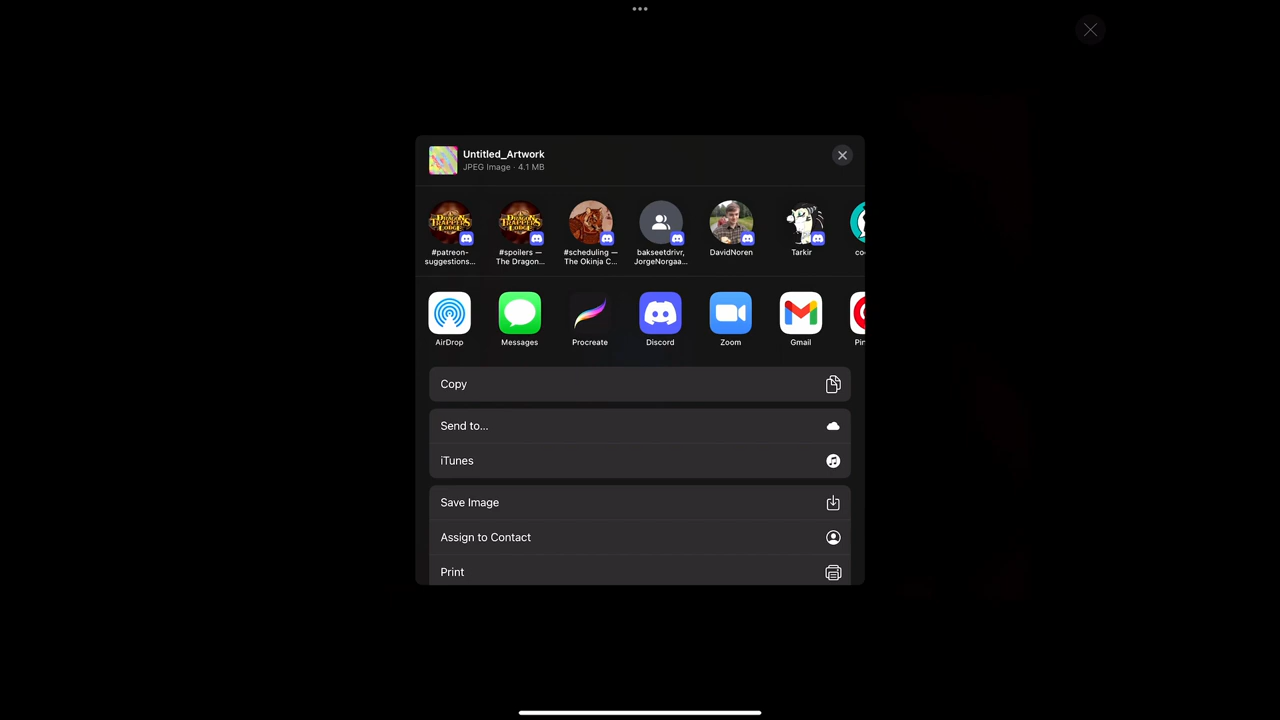 Untitled_Artwork
JPEG Image · 4.1 MB
#patreon-
suggestions...
#spoilers —
The Dragon...
#scheduling —
The Okinja C...
bakseetdrivr,
JorgeNorgaa...
DavidNoren
Tarkir
AirDrop
Messages
Procreate
Discord
Zoom
Gmail
Copy
Send to...
iTunes
Save Image
Assign to Contact
Print